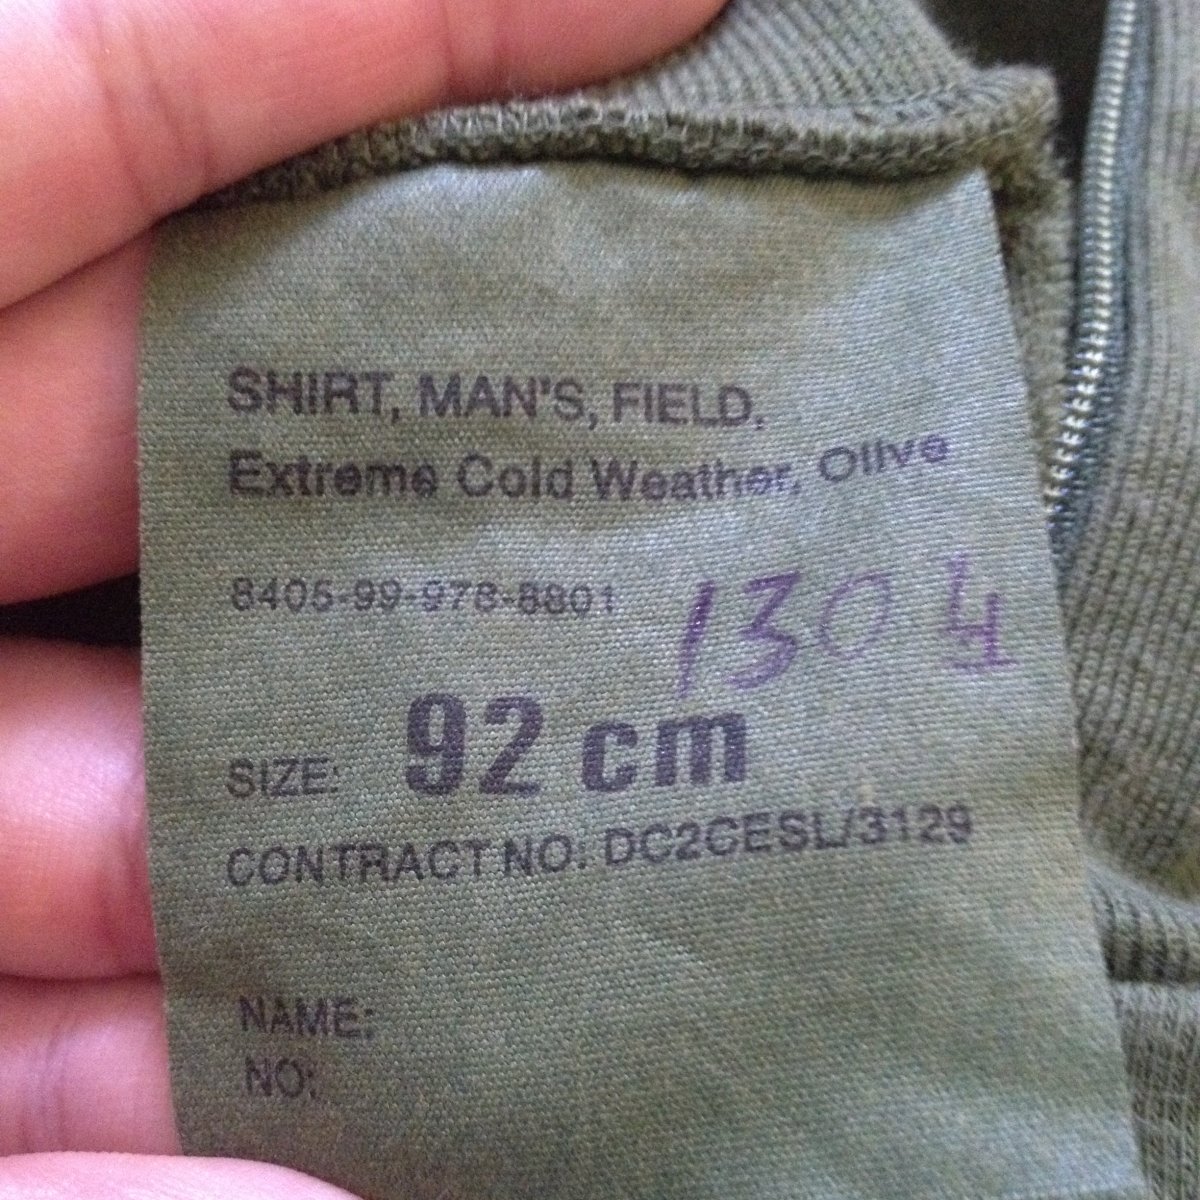 SHIRT, MAN'S, FIELD,
Extreme Cold Weather, Olive
8405-99-978-8801
1304
SIZE: 92 cm
CONTRACT NO: DC2CESL/3129
NAME:
NO: